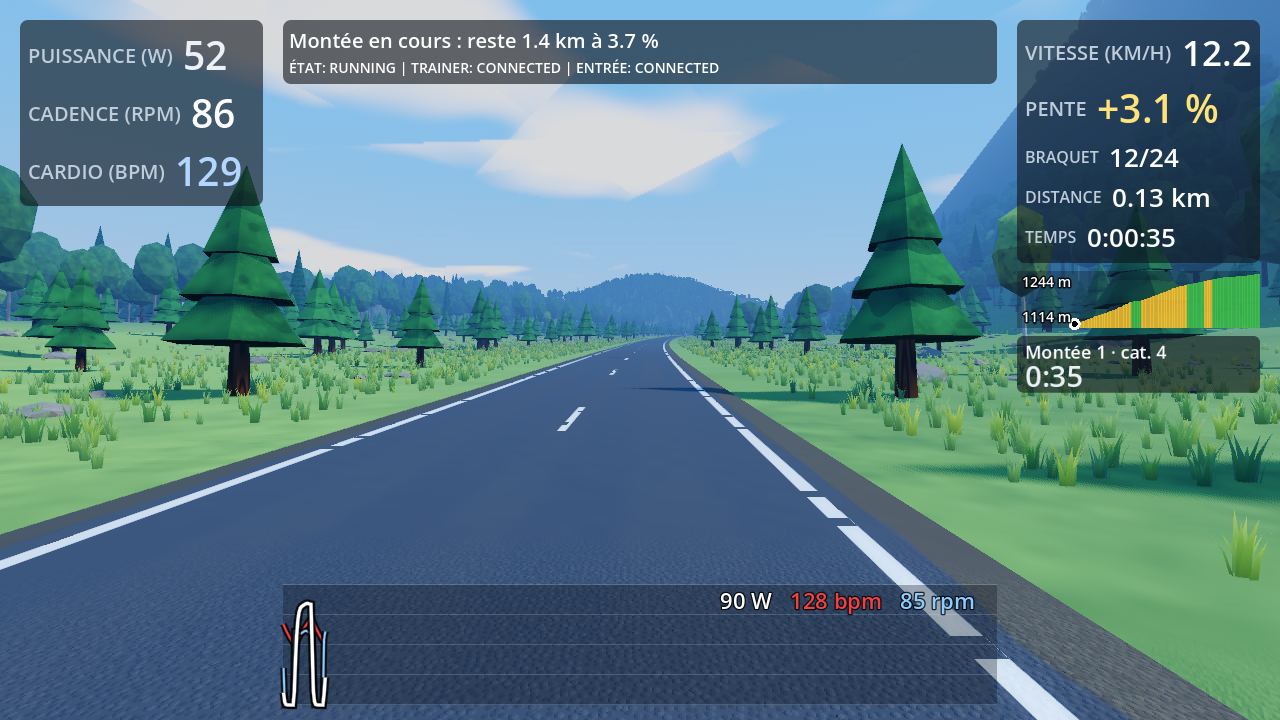 PUISSANCE (W) 52
CADENCE (RPM) 86
CARDIO (BPM) 129
Montée en cours : reste 1.4 km à 3.7 %
ÉTAT: RUNNING | TRAINER: CONNECTED | ENTRÉE: CONNECTED
VITESSE (KM/H) 12.2
PENTE +3.1 %
BRAQUET 12/24
DISTANCE 0.13 km
TEMPS 0:00:35
1244 m
1114 m
Montée 1 · cat. 4
0:35
90 W 128 bpm 85 rpm